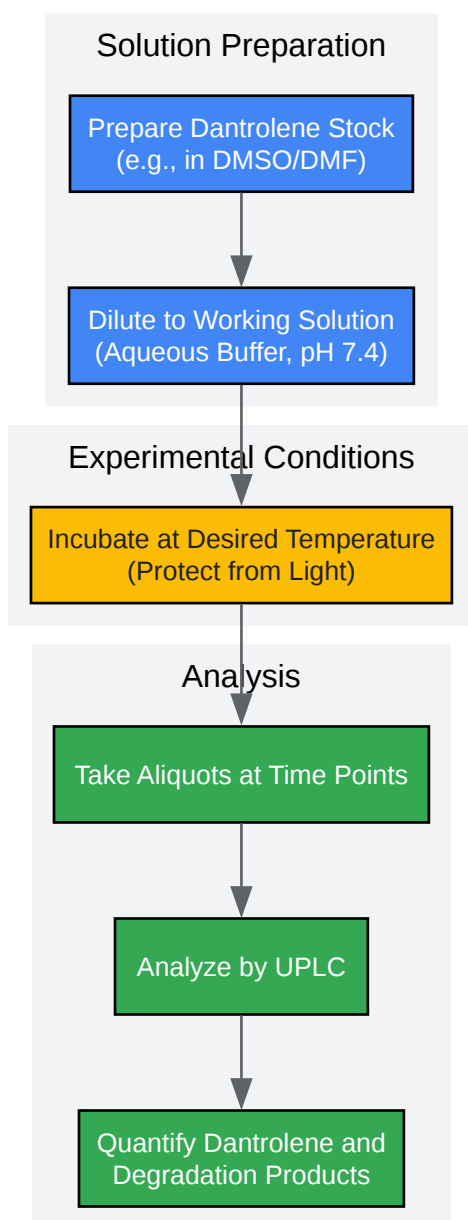 Solution Preparation
Prepare Dantrolene Stock
(e.g., in DMSO/DMF)
Dilute to Working Solution
(Aqueous Buffer, pH 7.4)
Experimental Conditions
Incubate at Desired Temperature
(Protect from Light)
Analysis
Take Aliquots at Time Points
Analyze by UPLC
Quantify Dantrolene and
Degradation Products